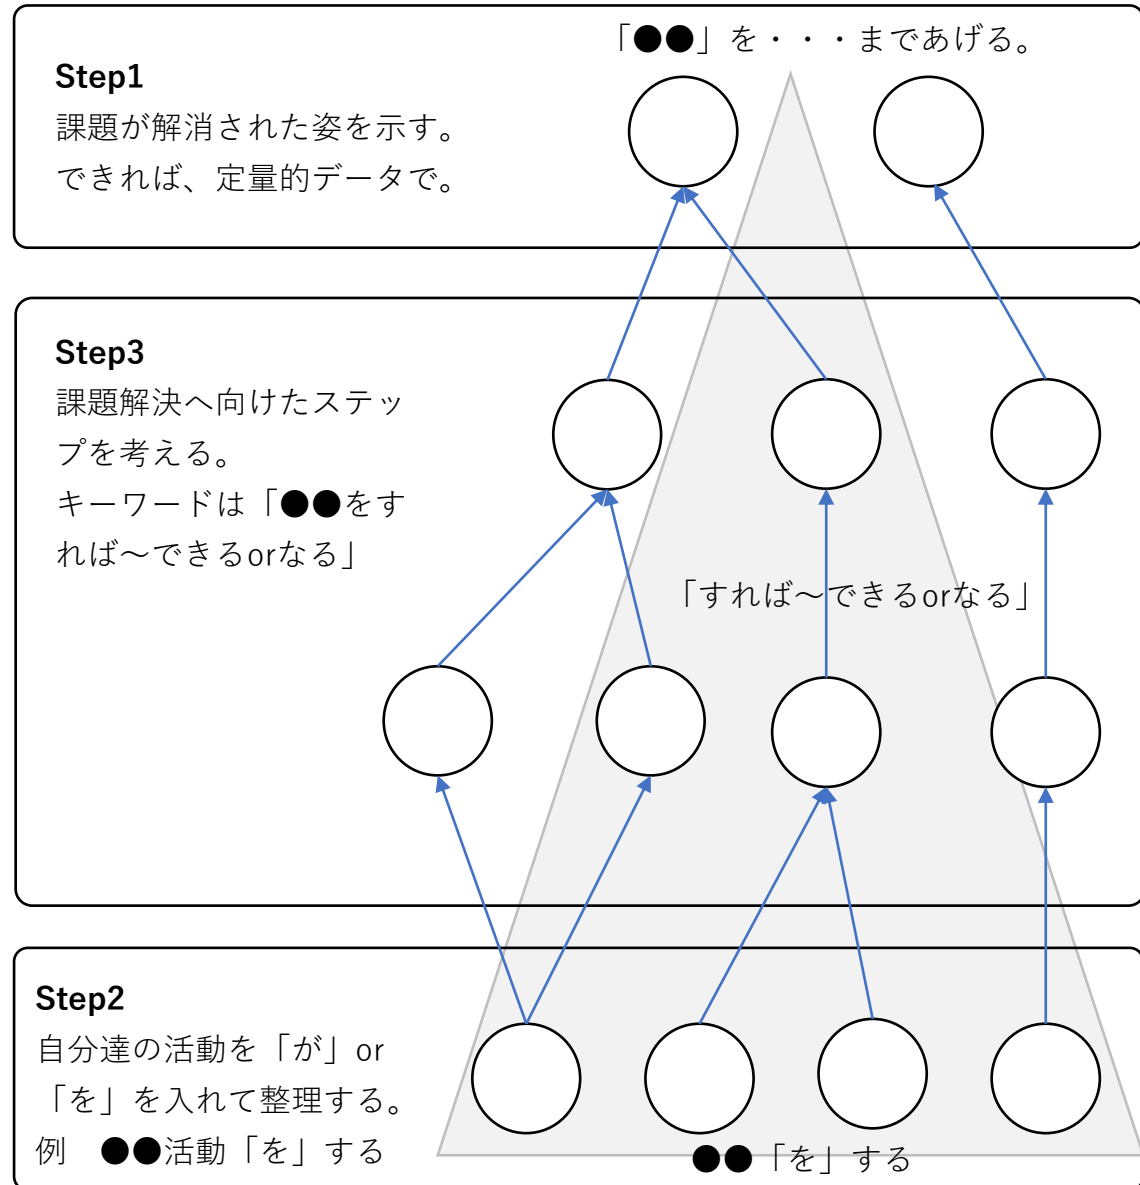 「●●」を・・・まであげる。
Step1
課題が解消された姿を示す。
できれば、定量的データで。
Step3
課題解決へ向けたステッ
プを考える。
キーワードは「●●をす
れば～できるorなる」
「すれば～できるorなる」
Step2
自分達の活動を「が」or
「を」を入れて整理する。
例　●●活動「を」する
●●「を」する